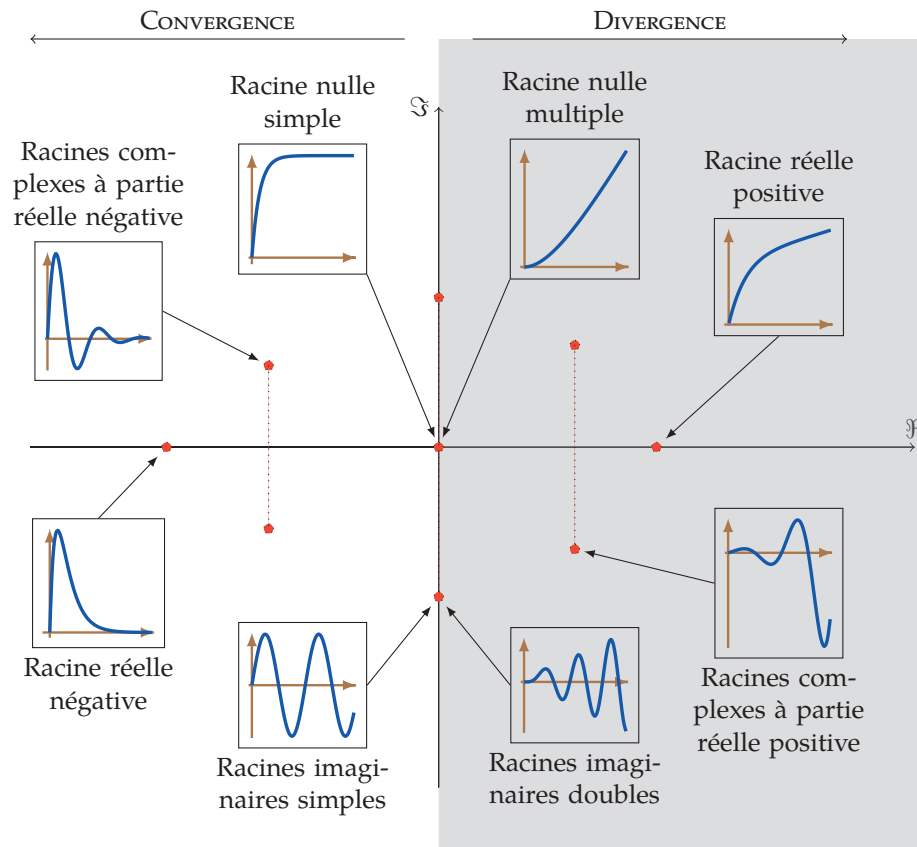 CONVERGENCE
DIVERGENCE
Racine nulle
simple
Racine nulle
multiple
ℑ
Racines com-
plexes à partie
réelle négative
Racine réelle
positive
ℜ
Racine réelle
négative
Racines imagi-
naires simples
Racines imagi-
naires doubles
Racines com-
plexes à partie
réelle positive